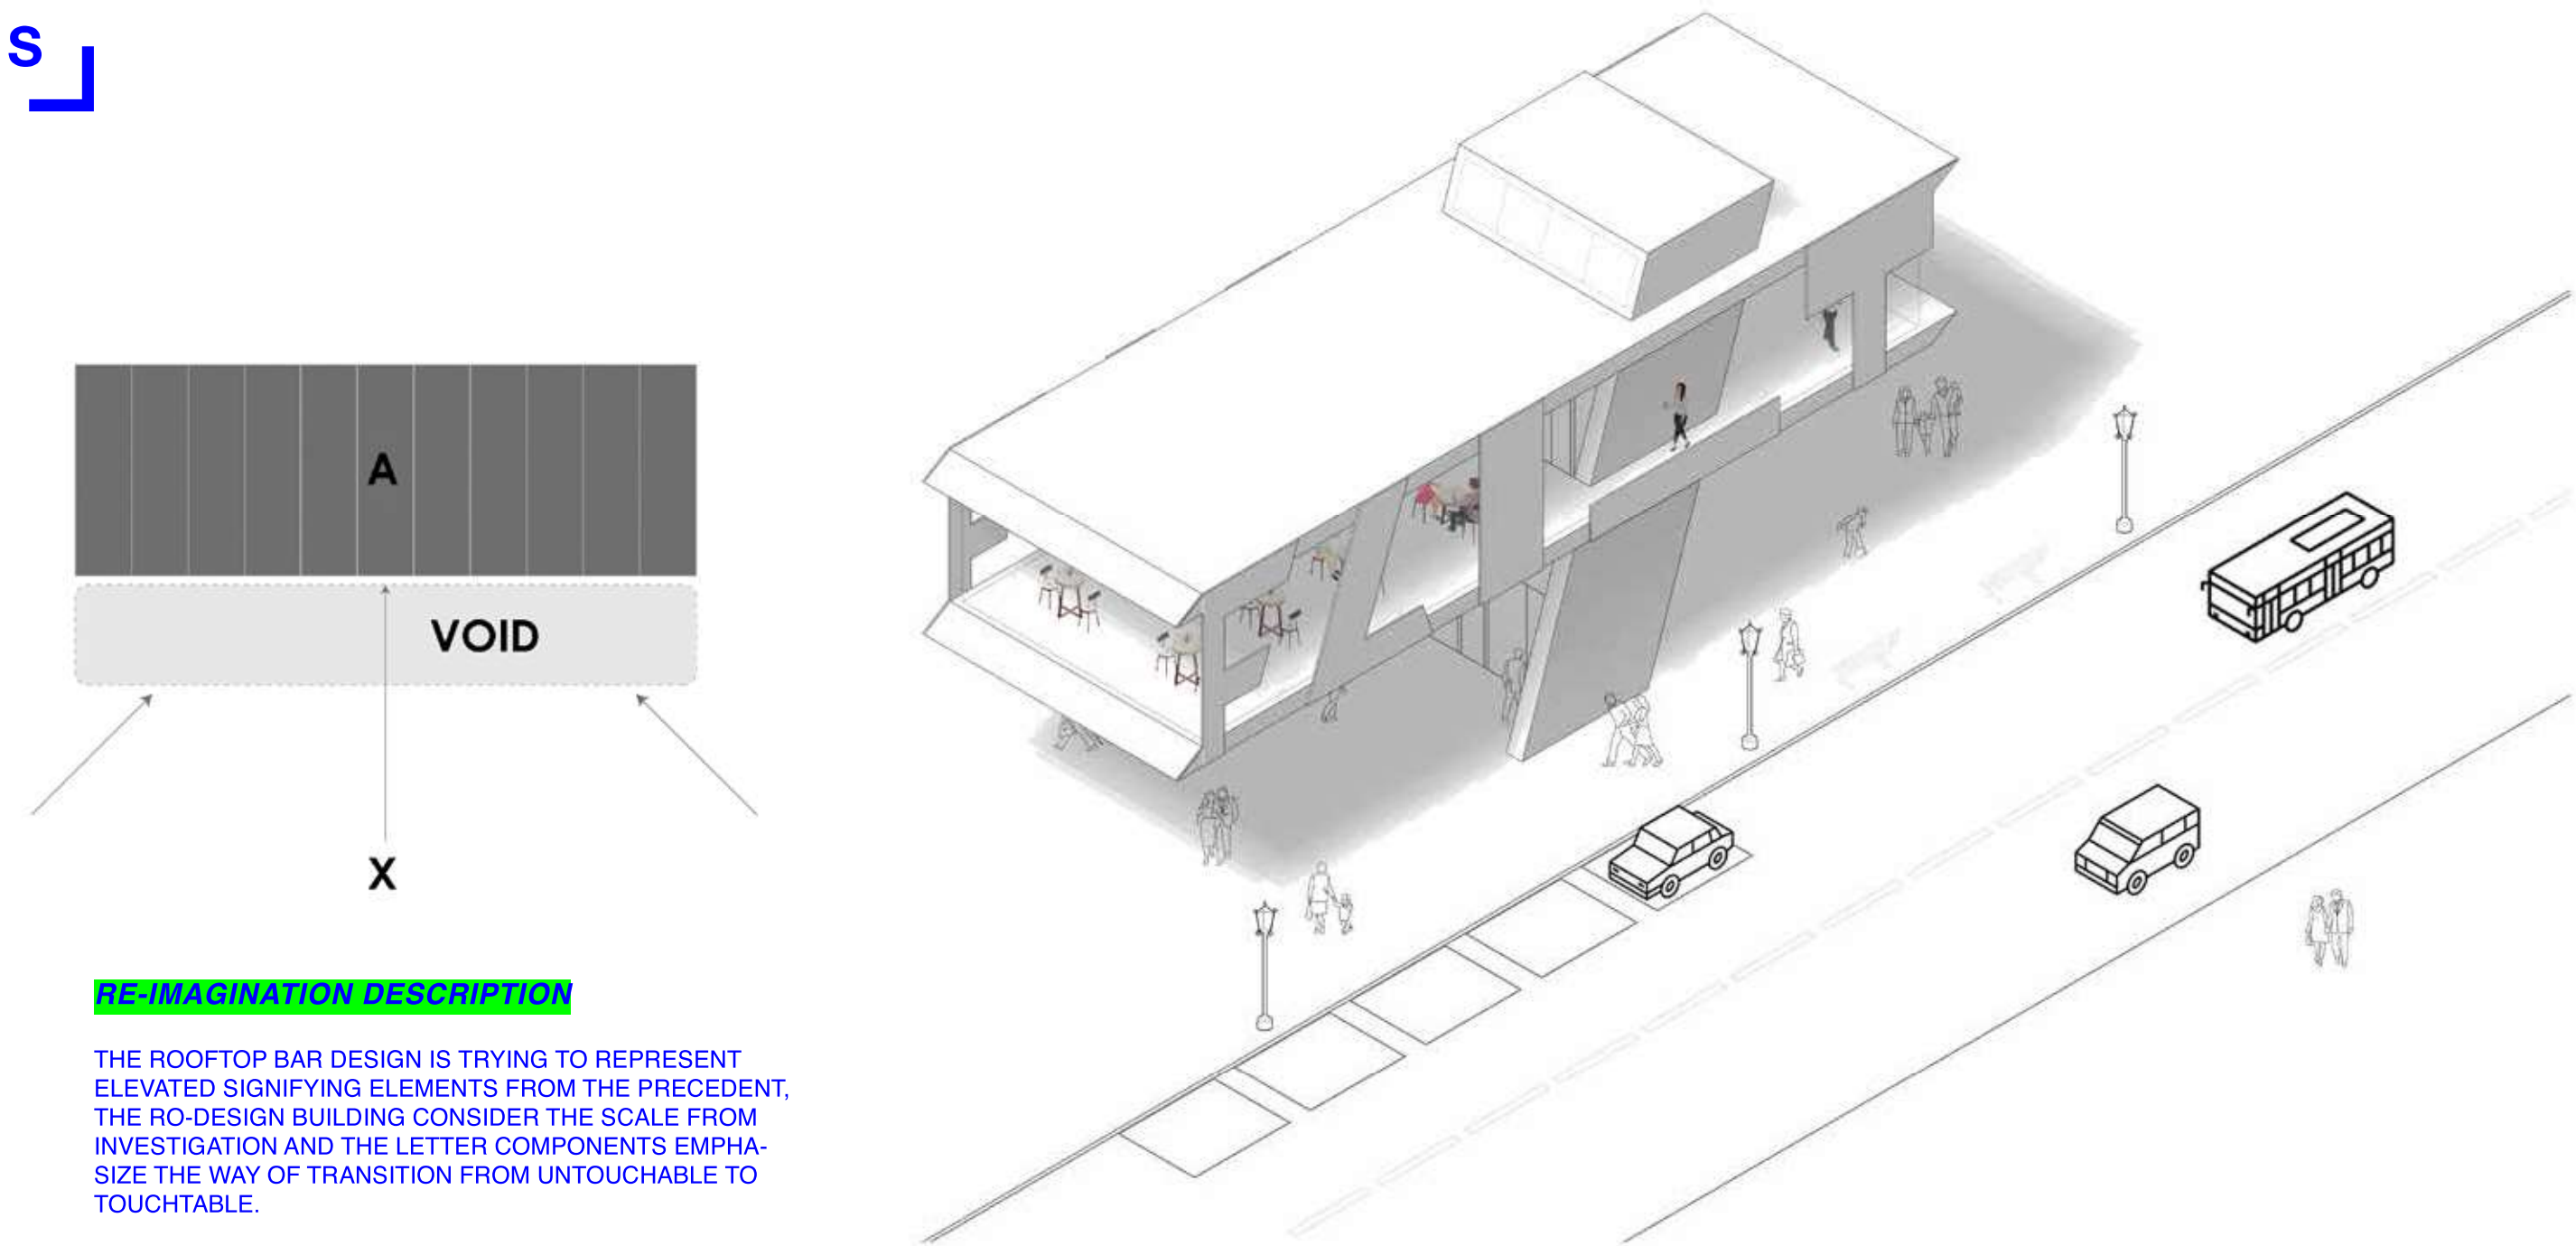 S
A
VOID
X
RE-IMAGINATION DESCRIPTION
THE ROOFTOP BAR DESIGN IS TRYING TO REPRESENT
ELEVATED SIGNIFYING ELEMENTS FROM THE PRECEDENT,
THE RO-DESIGN BUILDING CONSIDER THE SCALE FROM
INVESTIGATION AND THE LETTER COMPONENTS EMPHA-
SIZE THE WAY OF TRANSITION FROM UNTOUCHABLE TO
TOUCHTABLE.